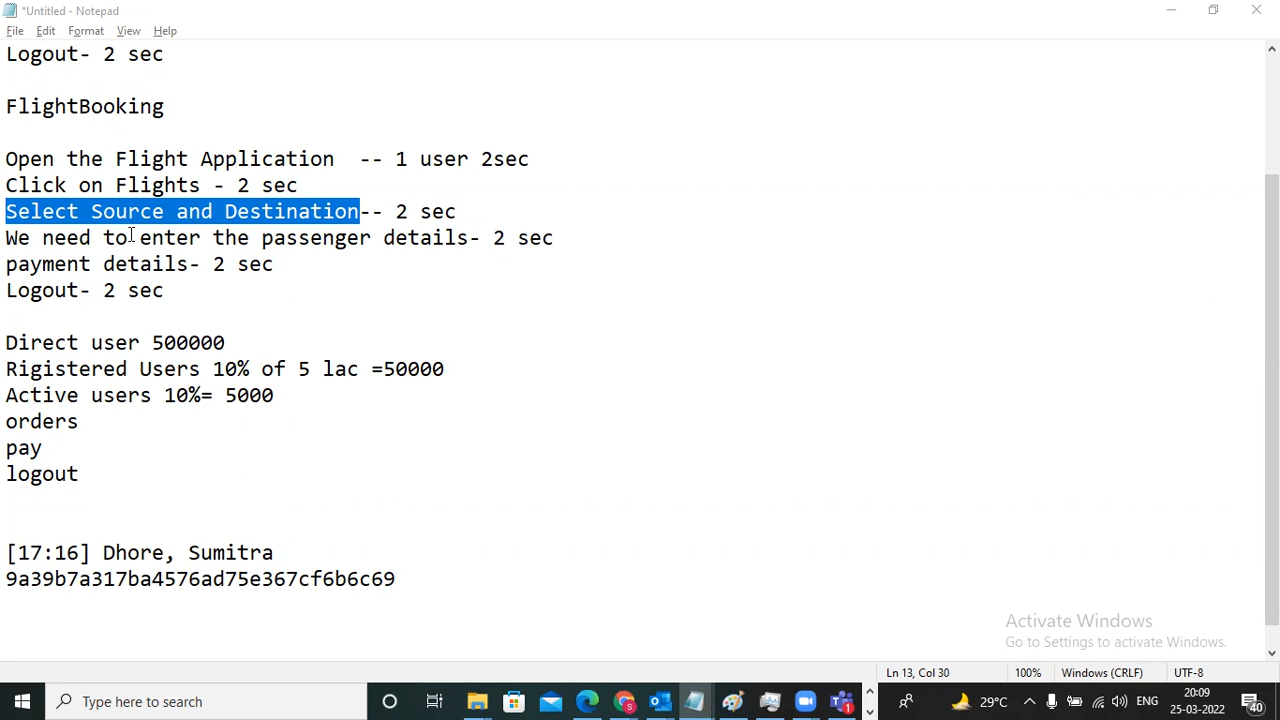 *Untitled - Notepad
File Edit Format View Help
Logout- 2 sec
FlightBooking
Open the Flight Application -- 1 user 2sec
Click on Flights - 2 sec
Select Source and Destination-- 2 sec
We need to enter the passenger details- 2 sec
payment details- 2 sec
Logout- 2 sec
Direct user 500000
Rigistered Users 10% of 5 lac =50000
Active users 10%= 5000
orders
pay
logout
[17:16] Dhore, Sumitra
9a39b7a317ba4576ad75e367cf6b6c69
Activate Windows
Go to Settings to activate Windows.
Ln 13, Col 30 100% Windows (CRLF) UTF-8
Type here to search
S
1
29°C
ENG
20:09
25-03-2022
40